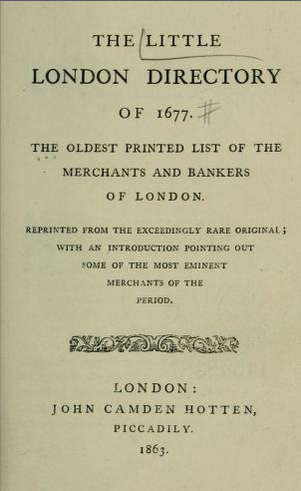 THE LITTLE
LONDON DIRECTORY
OF 1677. #
THE OLDEST PRINTED LIST OF THE
MERCHANTS AND BANKERS
OF LONDON.
REPRINTED FROM THE EXCEEDINGLY RARE ORIGINAL;
WITH AN INTRODUCTION POINTING OUT
SOME OF THE MOST EMINENT
MERCHANTS OF THE
PERIOD.
LONDON:
JOHN CAMDEN HOTTEN,
PICCADILY.
1863.